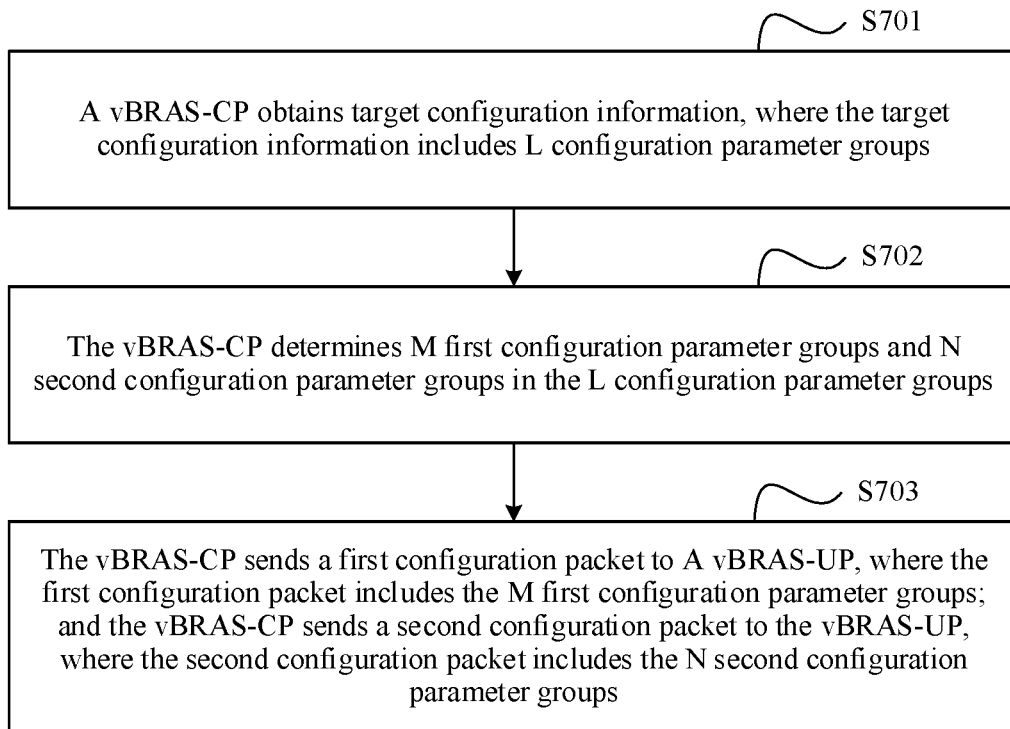 S701
A vBRAS-CP obtains target configuration information, where the target
configuration information includes L configuration parameter groups
S702
The vBRAS-CP determines M first configuration parameter groups and N
second configuration parameter groups in the L configuration parameter groups
S703
The vBRAS-CP sends a first configuration packet to A vBRAS-UP, where the
first configuration packet includes the M first configuration parameter groups;
and the vBRAS-CP sends a second configuration packet to the vBRAS-UP,
where the second configuration packet includes the N second configuration
parameter groups